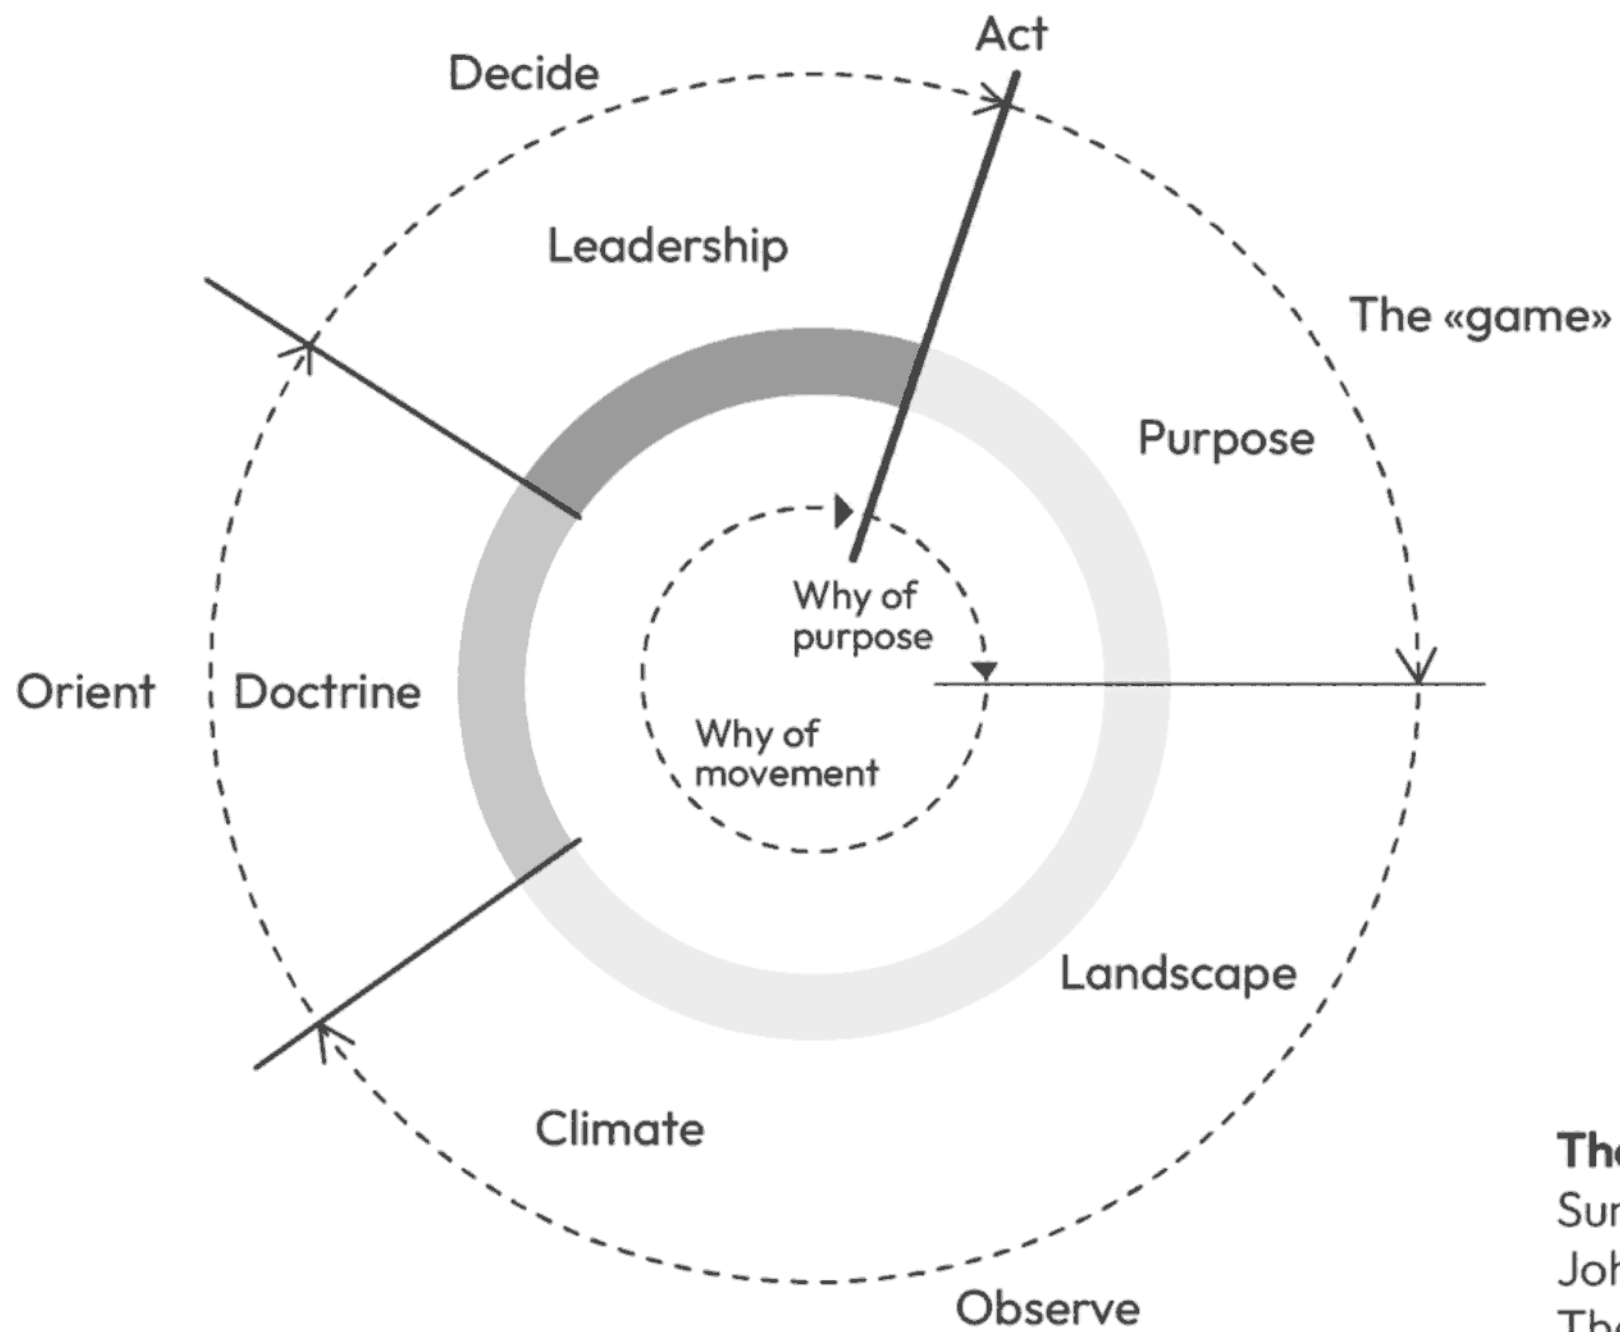 Act
Decide
Leadership
The «game»
Purpose
Why of
purpose
Orient
Doctrine
Why of
movement
Landscape
Climate
Observe